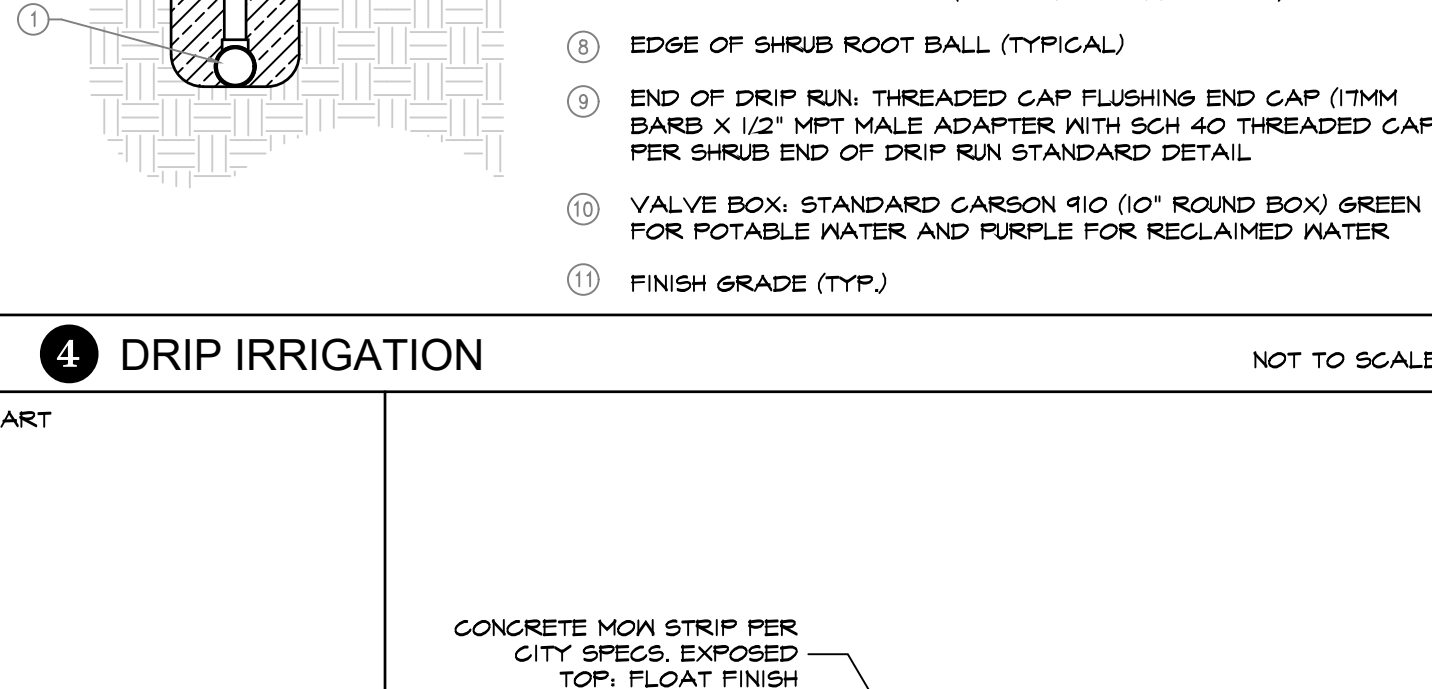 1
8 EDGE OF SHRUB ROOT BALL (TYPICAL)
9 END OF DRIP RUN: THREADED CAP FLUSHING END CAP (17MM
BARB X 1/2" MPT MALE ADAPTER WITH SCH 40 THREADED CAP
PER SHRUB END OF DRIP RUN STANDARD DETAIL
10 VALVE BOX: STANDARD CARSON 910 (10" ROUND BOX) GREEN
FOR POTABLE WATER AND PURPLE FOR RECLAIMED WATER
11 FINISH GRADE (TYP.)
4 DRIP IRRIGATION
NOT TO SCALE
ART
CONCRETE MOW STRIP PER
CITY SPECS. EXPOSED
TOP: FLOAT FINISH